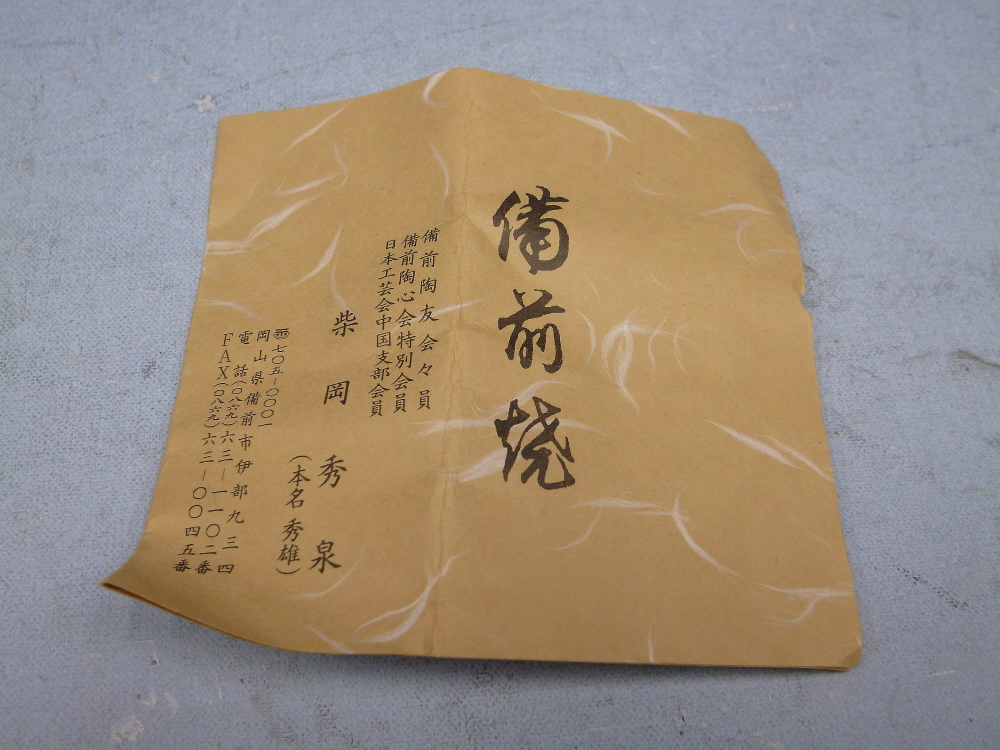 備前焼
備前陶友会々員
備前陶心会特別会員
日本工芸会中国支部会員
柴岡秀泉
(本名秀雄)
〒七〇五-〇〇〇一
岡山県備前市伊部九三四
電話(〇八六九)六三-一一〇二番
FAX(〇八六九)六三-〇〇四五番